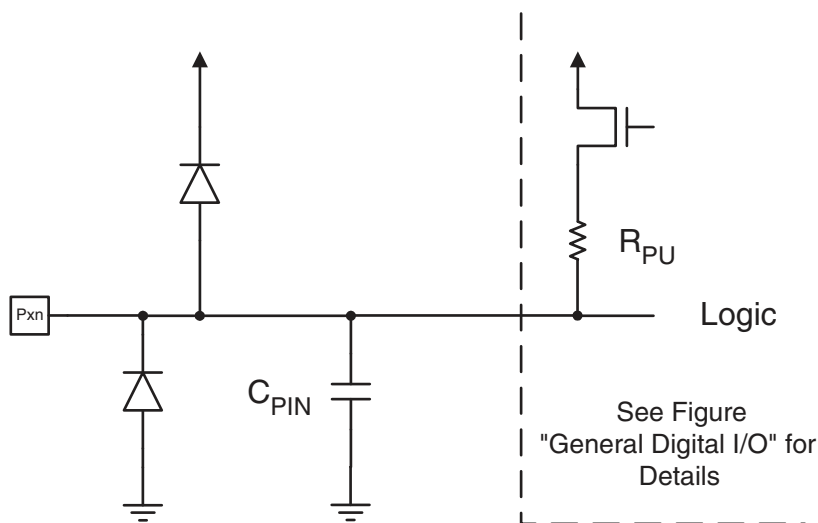 R_PU
Pxn
Logic
C_PIN
See Figure
"General Digital I/O" for
Details